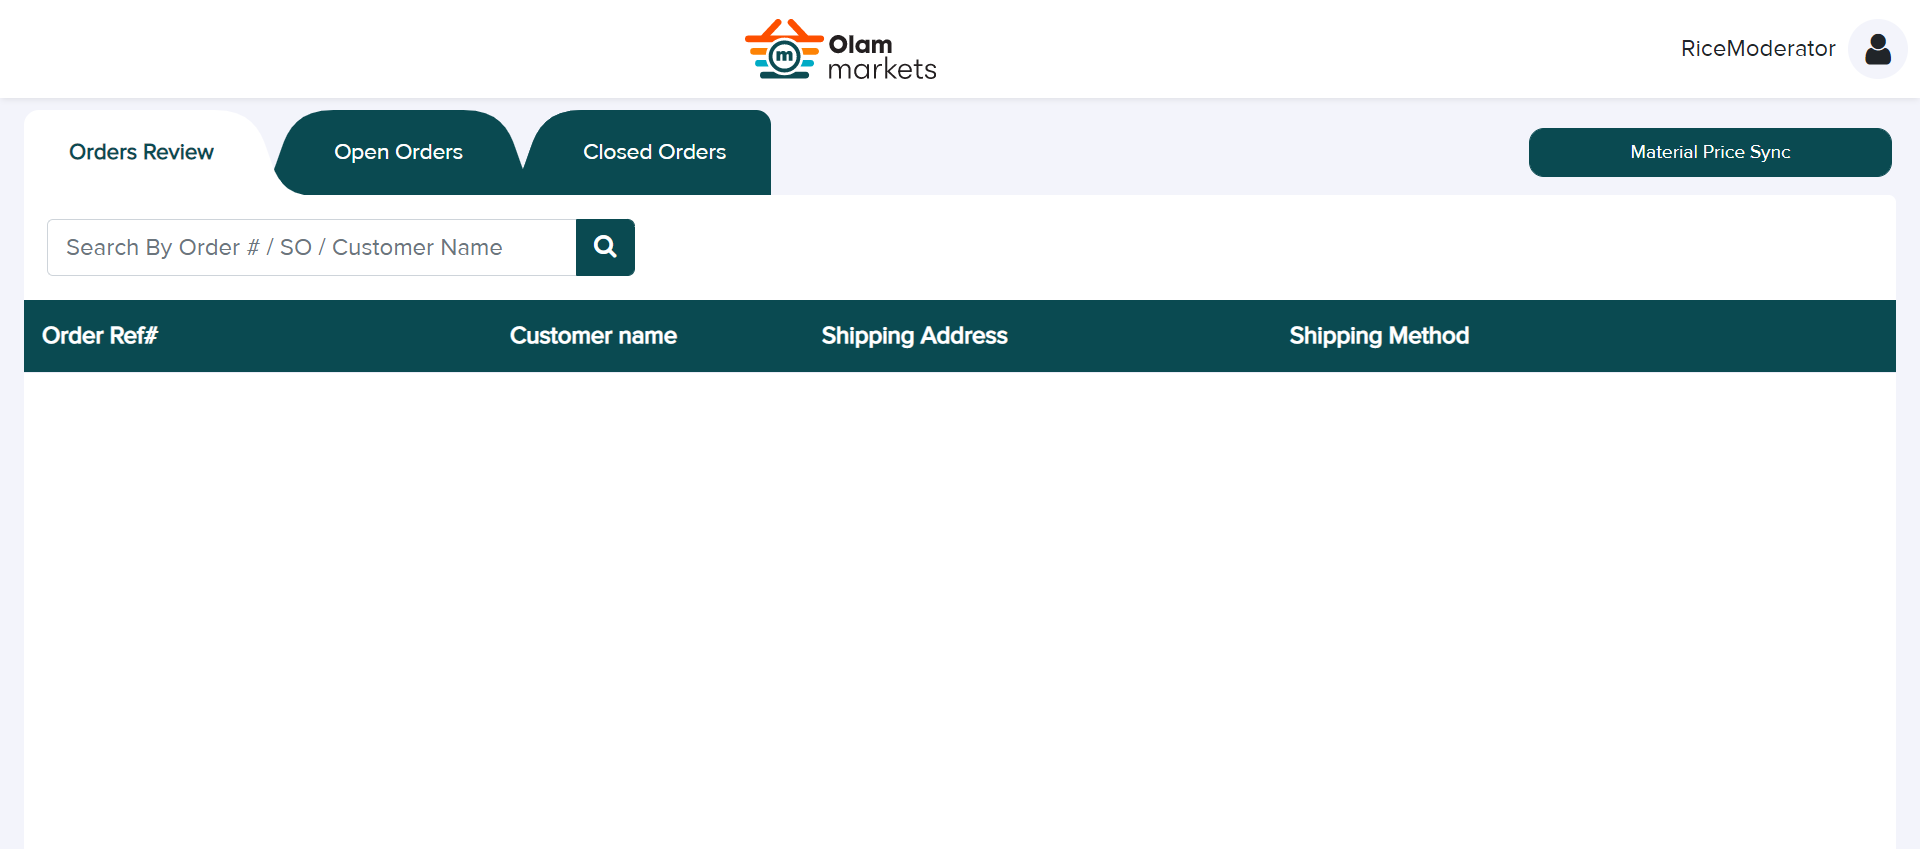 m
Olam
markets
RiceModerator
Orders Review
Open Orders
Closed Orders
Material Price Sync
Search By Order # / SO / Customer Name
Order Ref#
Customer name
Shipping Address
Shipping Method